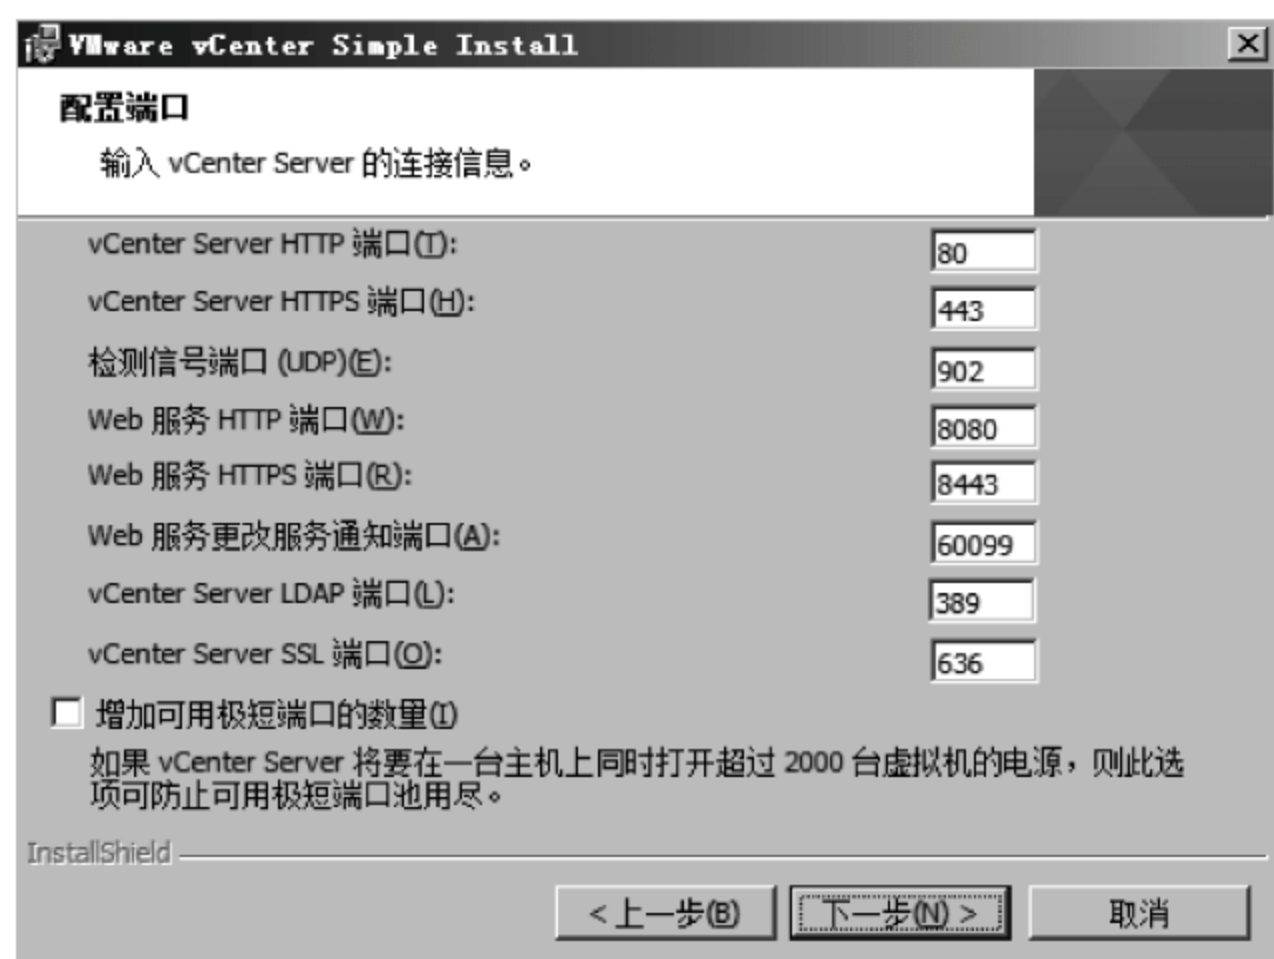 VMware vCenter Simple Install
配置端口
输入 vCenter Server 的连接信息。
vCenter Server HTTP 端口(T): 80
vCenter Server HTTPS 端口(H): 443
检测信号端口 (UDP)(E): 902
Web 服务 HTTP 端口(W): 8080
Web 服务 HTTPS 端口(R): 8443
Web 服务更改服务通知端口(A): 60099
vCenter Server LDAP 端口(L): 389
vCenter Server SSL 端口(O): 636
增加可用极短端口的数量(I)
如果 vCenter Server 将要在一台主机上同时打开超过 2000 台虚拟机的电源，则此选
项可防止可用极短端口池用尽。
InstallShield
< 上一步(B) 下一步(N) > 取消